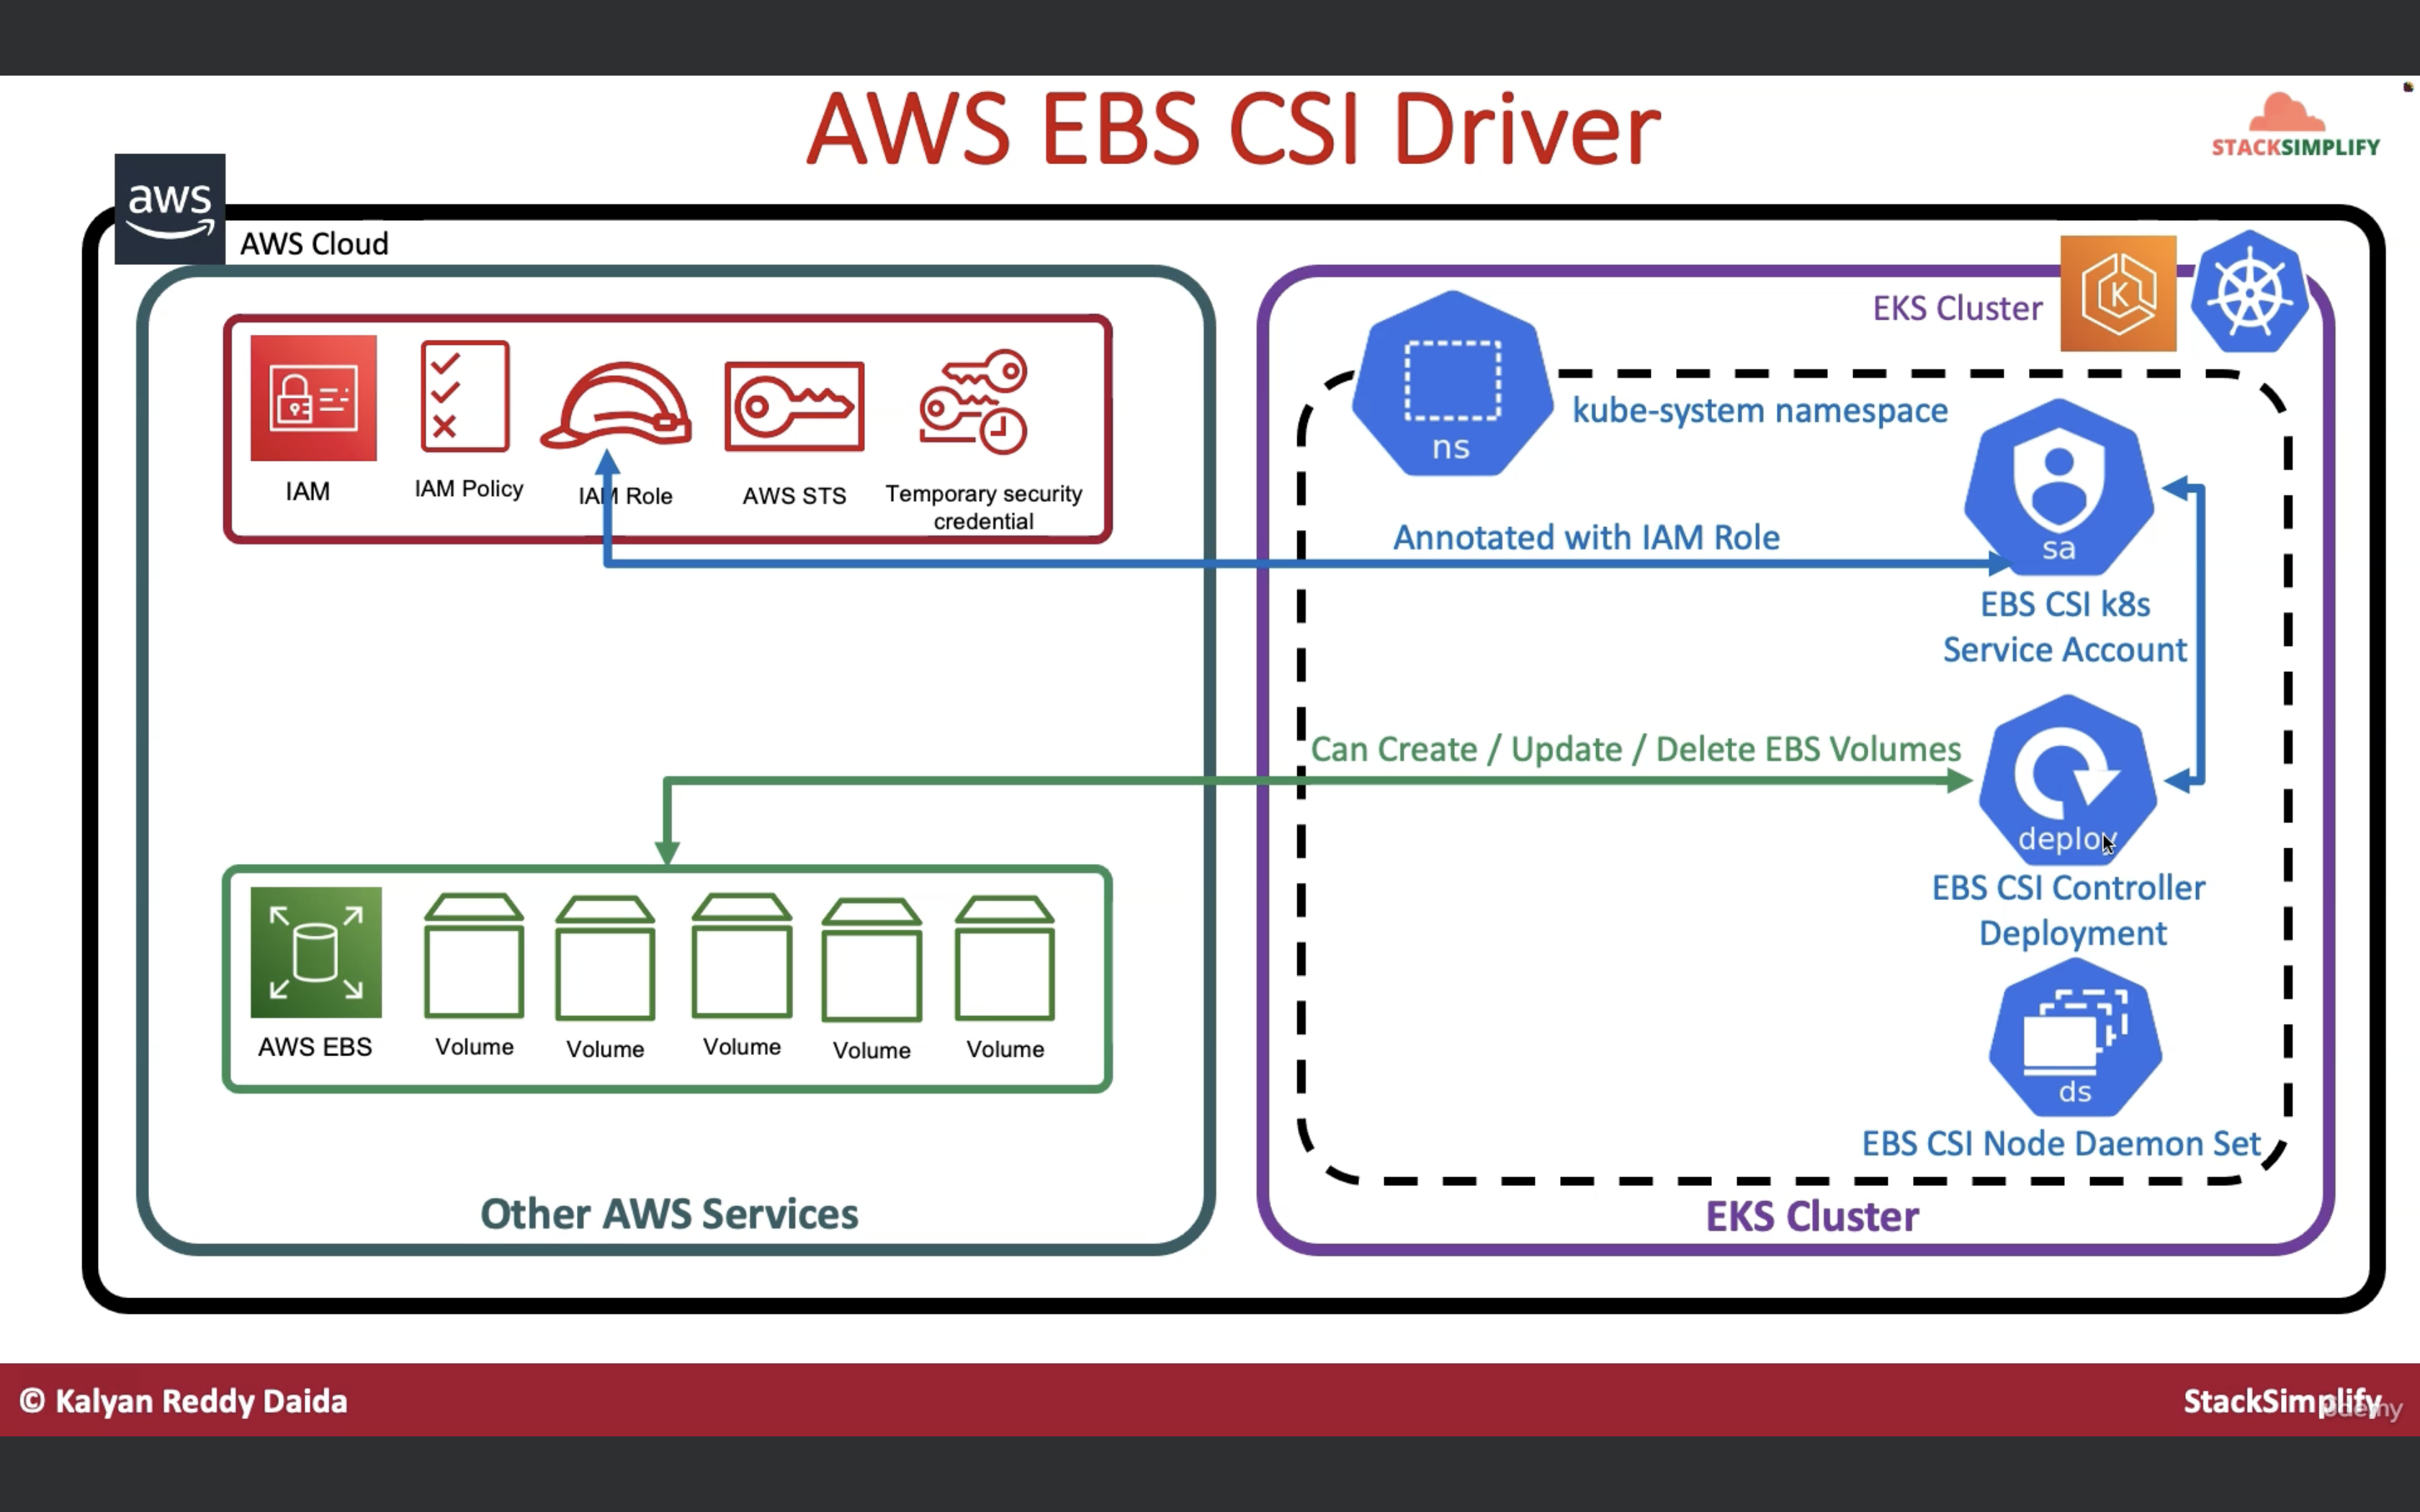 AWS EBS CSI Driver
STACKSIMPLIFY
aws
AWS Cloud
IAM
IAM Policy
IAM Role
AWS STS
Temporary security
credential
AWS EBS
Volume
Volume
Volume
Volume
Volume
Other AWS Services
EKS Cluster
K
ns
kube-system namespace
sa
Annotated with IAM Role
EBS CSI k8s
Service Account
Can Create / Update / Delete EBS Volumes
deploy
EBS CSI Controller
Deployment
ds
EBS CSI Node Daemon Set
EKS Cluster
© Kalyan Reddy Daida
StackSimplify
udemy